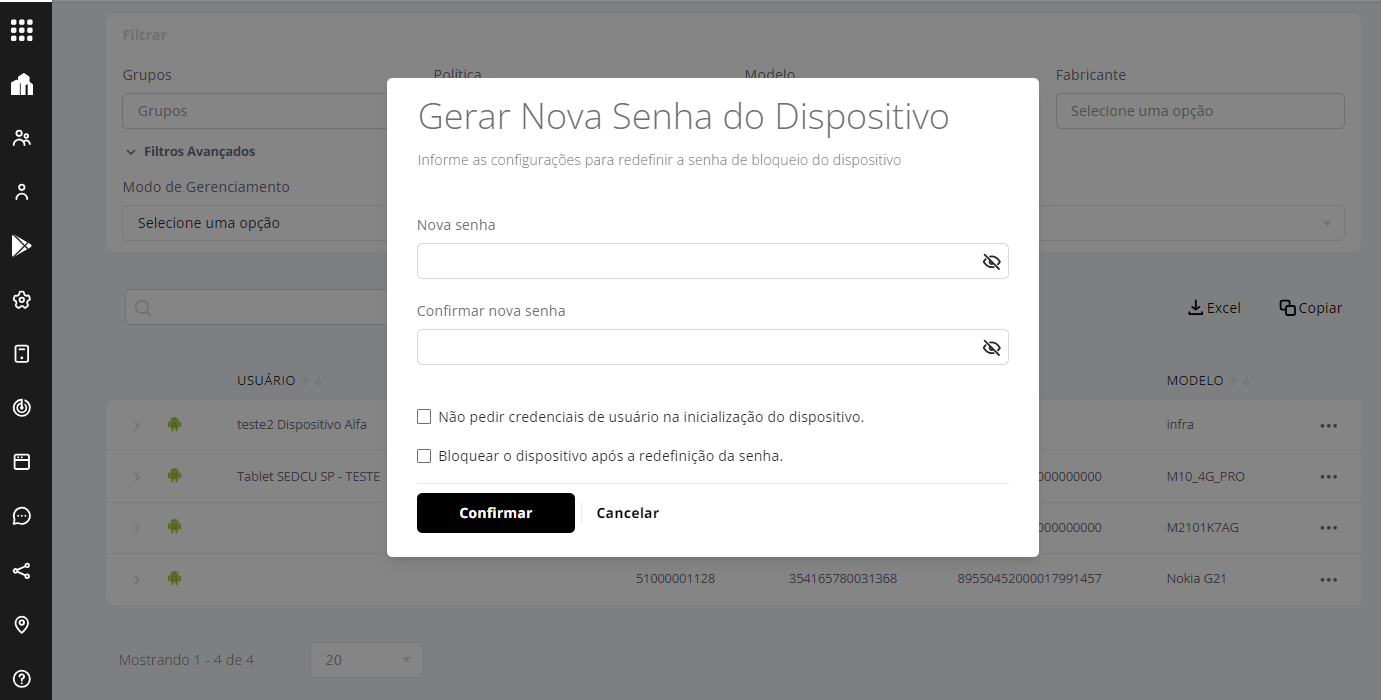 Filtrar
Grupos
Política
Modelo
Fabricante
Grupos
Selecione uma opção
Filtros Avançados
Modo de Gerenciamento
Selecione uma opção
Gerar Nova Senha do Dispositivo
Informe as configurações para redefinir a senha de bloqueio do dispositivo
Nova senha
Confirmar nova senha
Não pedir credenciais de usuário na inicialização do dispositivo.
Bloquear o dispositivo após a redefinição da senha.
Confirmar
Cancelar
Excel
Copiar
USUÁRIO
MODELO
teste2 Dispositivo Alfa
infra
Tablet SEDCU SP - TESTE
000000000
M10_4G_PRO
000000000
M2101K7AG
51000001128
354165780031368
89550452000017991457
Nokia G21
Mostrando 1 - 4 de 4
20